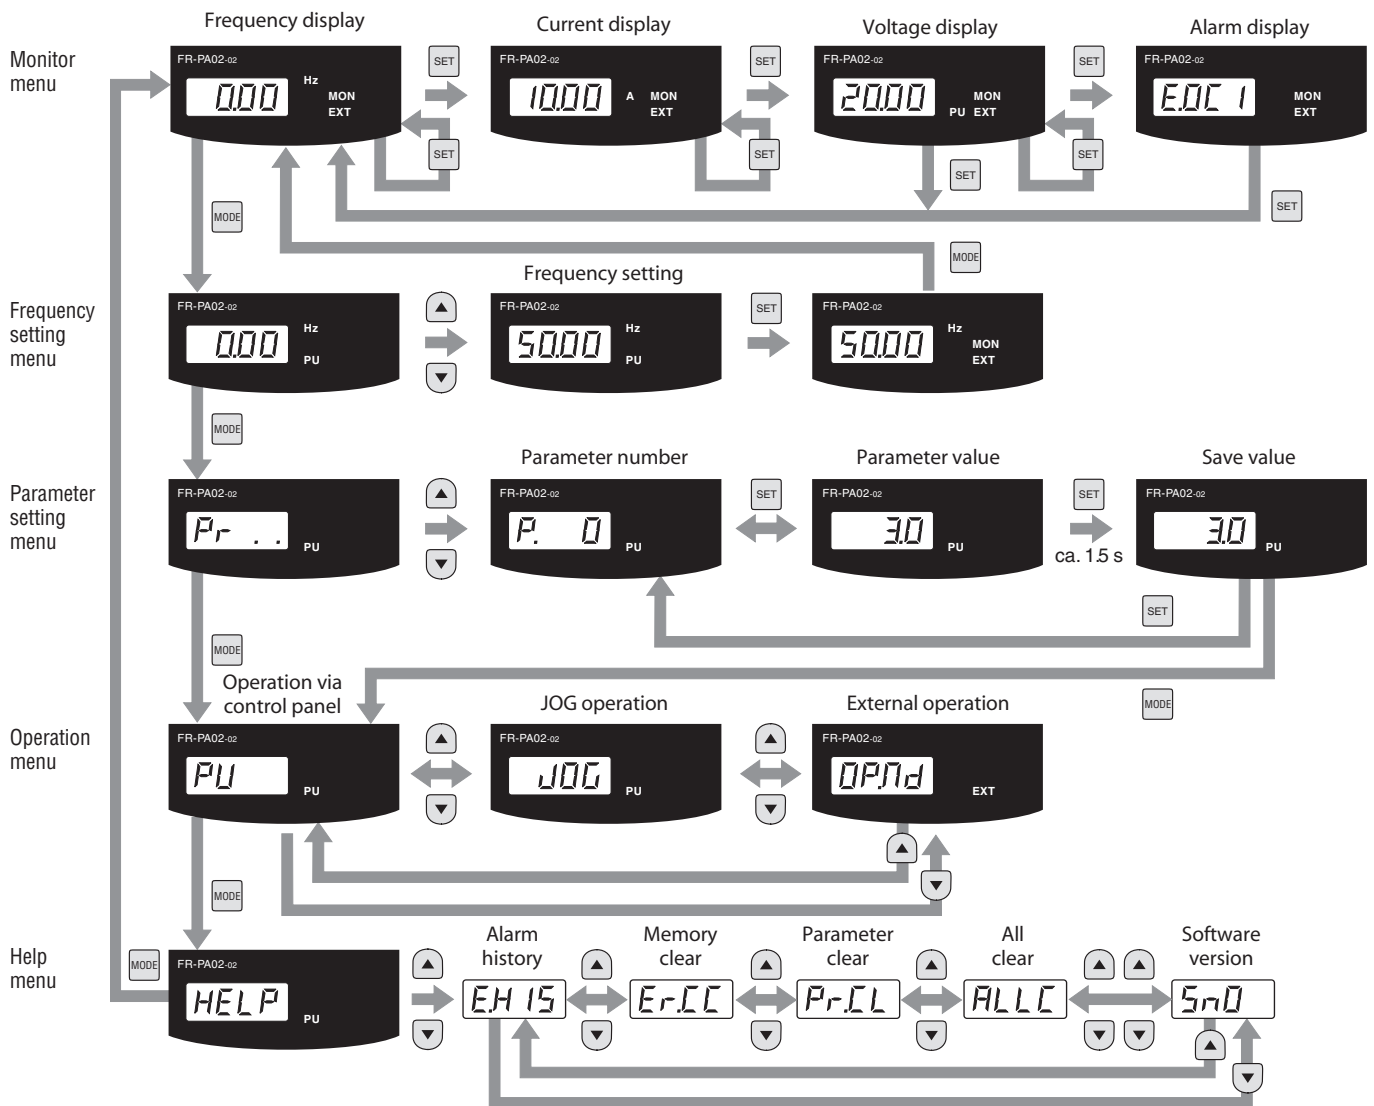 Frequency display
Current display
Voltage display
Alarm display
Monitor
menu
FR-PA02-02
0.00
Hz
MON
EXT
SET
SET
FR-PA02-02
10.00
A
MON
EXT
SET
SET
FR-PA02-02
20.00
PU
MON
EXT
SET
SET
SET
FR-PA02-02
E.OC 1
MON
EXT
SET
MODE
MODE
Frequency setting
Frequency
setting
menu
FR-PA02-02
0.00
Hz
PU
FR-PA02-02
50.00
Hz
PU
SET
FR-PA02-02
50.00
Hz
MON
EXT
MODE
Parameter number
Parameter value
Save value
Parameter
setting
menu
FR-PA02-02
Pr . .
PU
FR-PA02-02
P. 0
PU
SET
FR-PA02-02
3.0
PU
SET
ca. 1.5 s
FR-PA02-02
3.0
PU
SET
MODE
MODE
Operation via
control panel
JOG operation
External operation
Operation
menu
FR-PA02-02
PU
PU
FR-PA02-02
JOG
PU
FR-PA02-02
OP.nd
EXT
MODE
Alarm
history
Memory
clear
Parameter
clear
All
clear
Software
version
Help
menu
MODE
FR-PA02-02
HELP
PU
E.HIS
Er.CC
Pr.CL
ALLC
Sn0